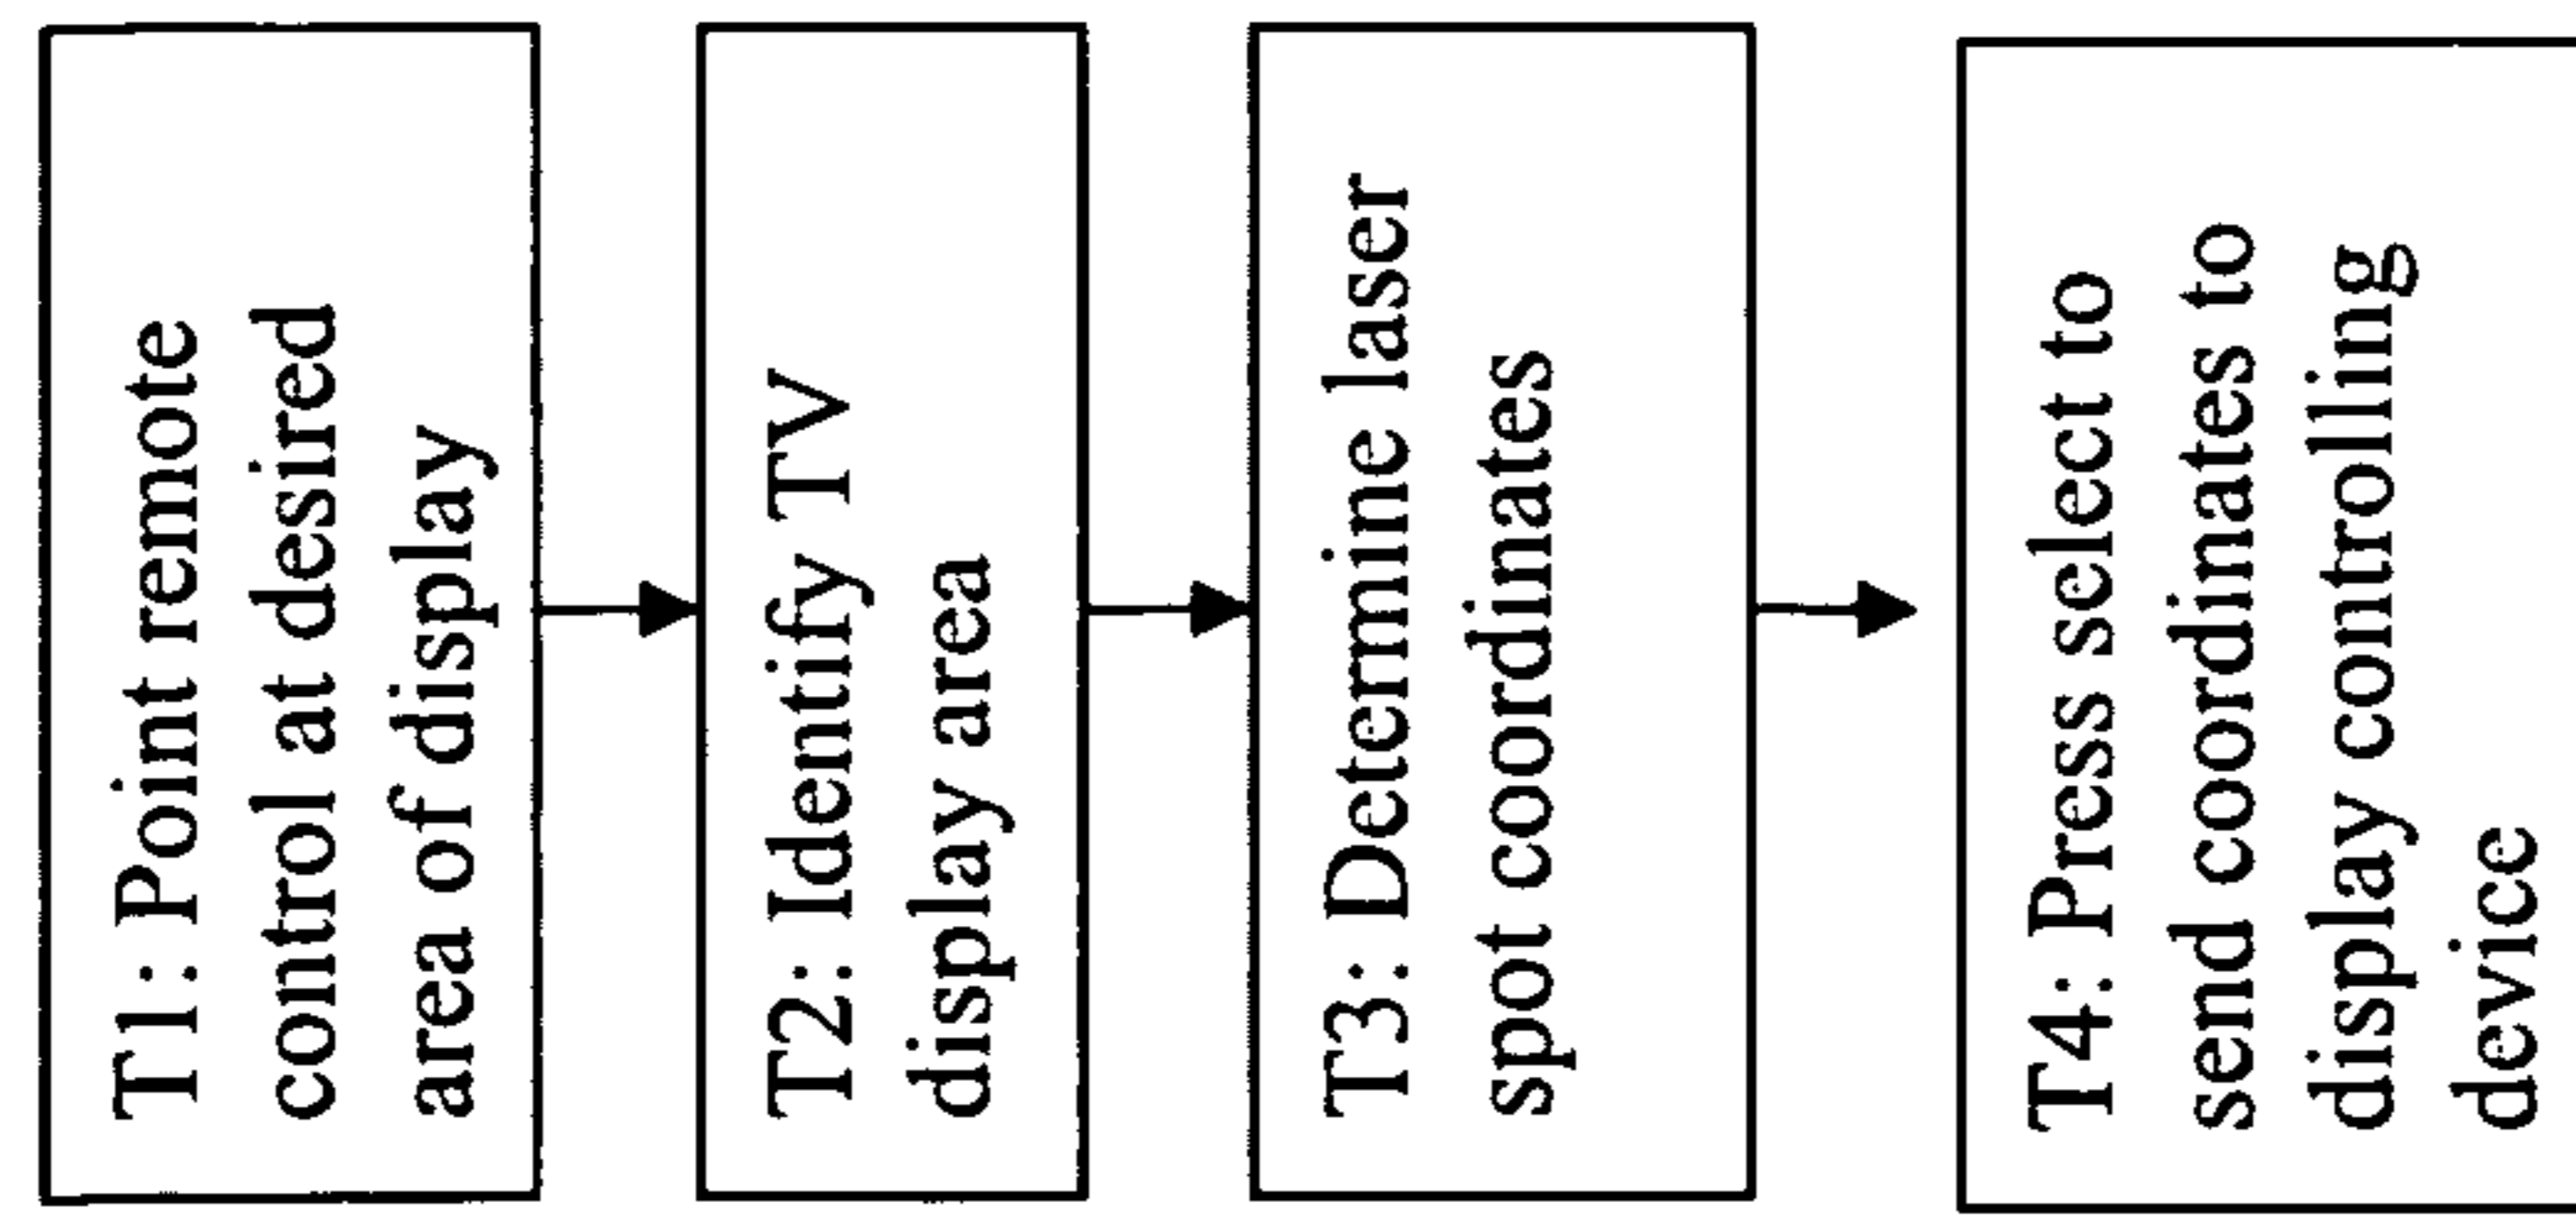 T1: Point remote
control at desired
area of display
T2: Identify TV
display area
T3: Determine laser
spot coordinates
T4: Press select to
send coordinates to
display controlling
device